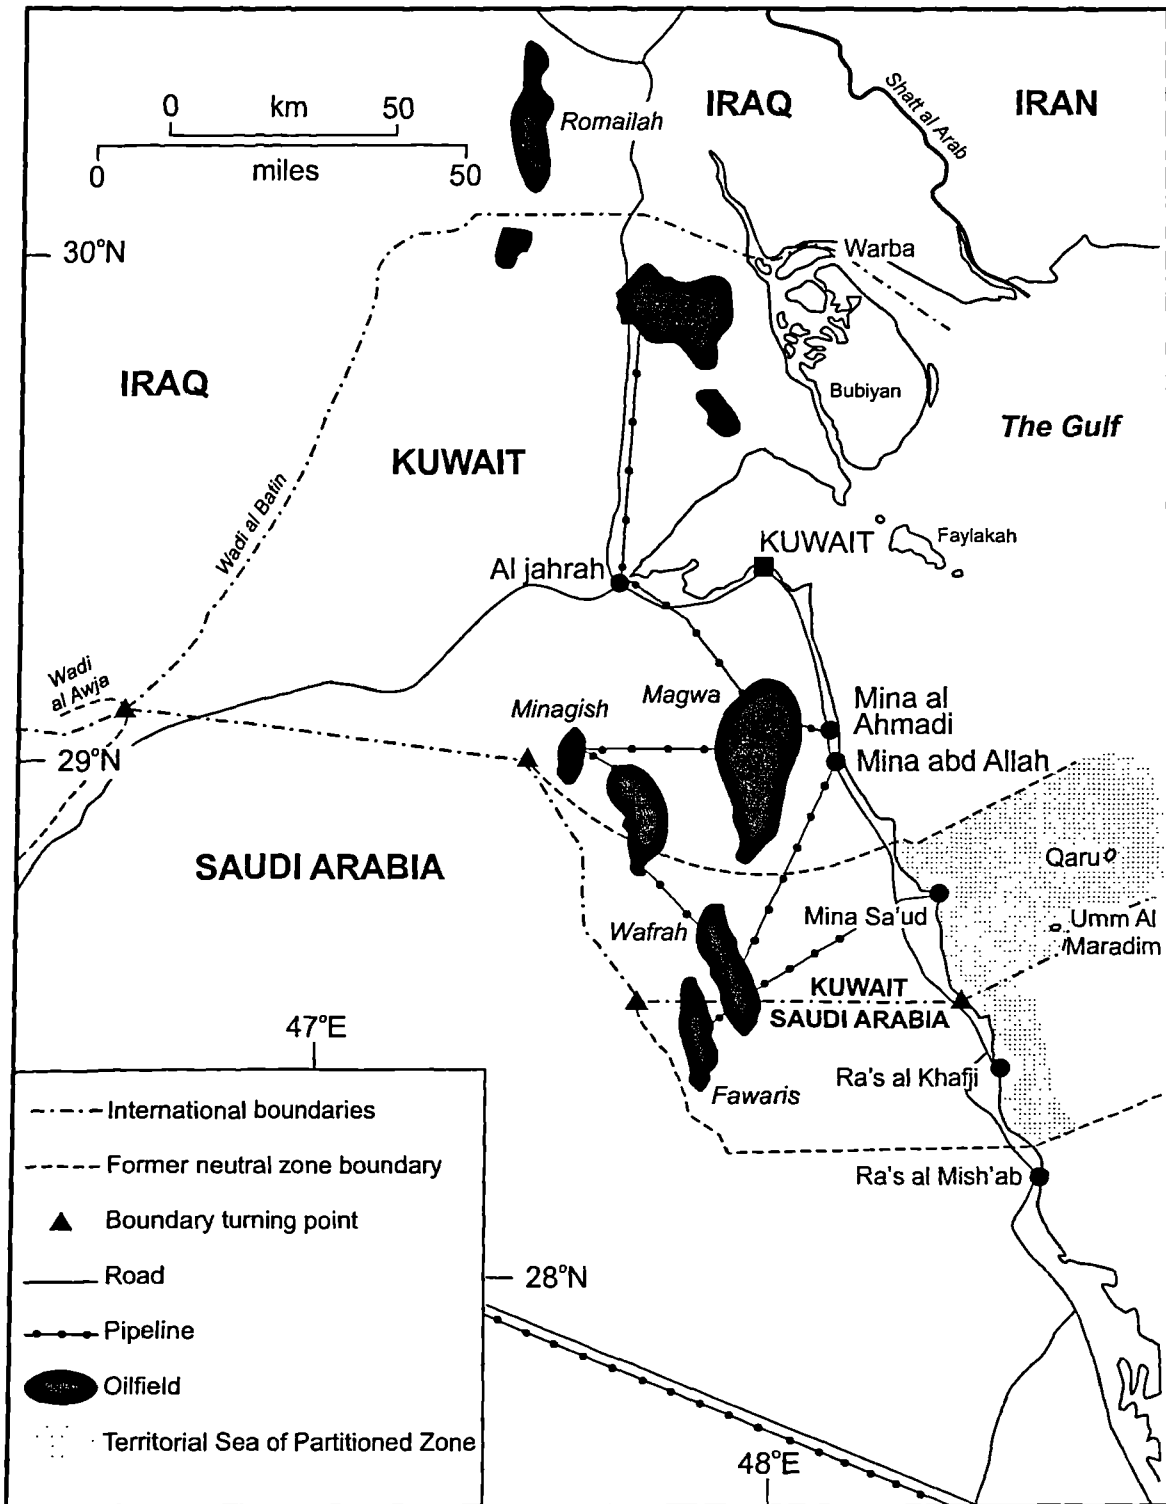 IRAQ
IRAN
Shatt al Arab
0 km 50
0 miles 50
Romailah
30°N
Warba
IRAQ
Bubiyan
The Gulf
KUWAIT
Wadi al Batin
KUWAIT
Faylakah
Al jahrah
Wadi
al Awja
Minagish
Magwa
Mina al
Ahmadi
29°N
Mina abd Allah
SAUDI ARABIA
Qaru
Wafrah
Mina Sa'ud
Umm Al
Maradim
KUWAIT
SAUDI ARABIA
47°E
Ra's al Khafji
Fawaris
Ra's al Mish'ab
International boundaries
Former neutral zone boundary
Boundary turning point
Road
28°N
Pipeline
Oilfield
Territorial Sea of Partitioned Zone
48°E